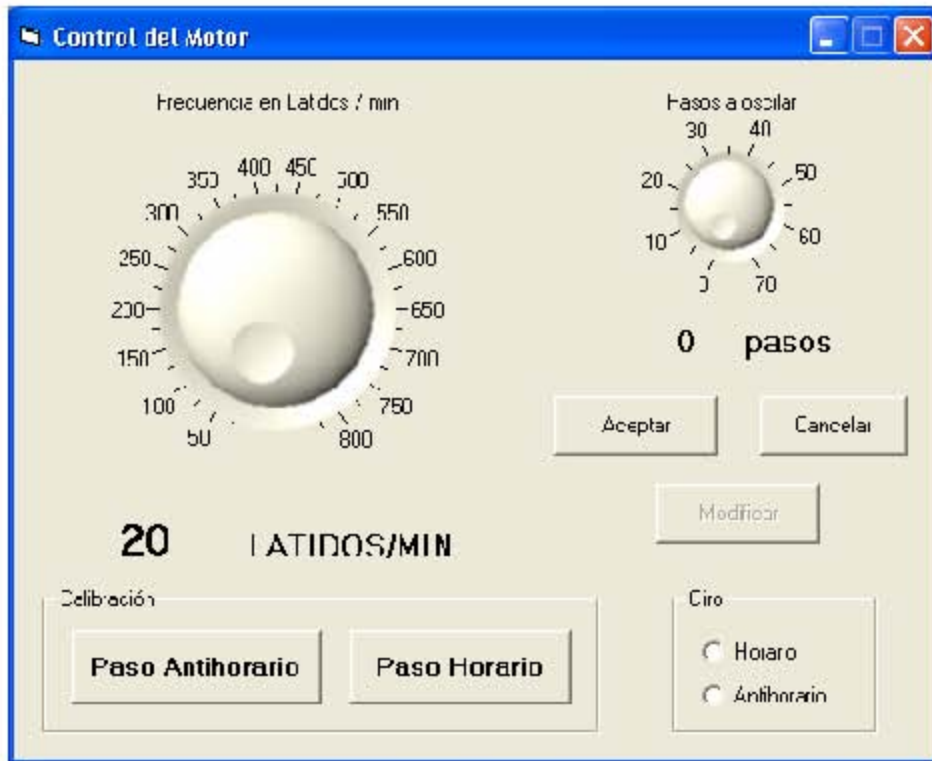 Control del Motor
Frecuencia en Latidos / min
50
100
150
200
250
300
350
400
450
500
550
600
650
700
750
800
20 LATIDOS/MIN
Pasos a oscilar
0
10
20
30
40
50
60
70
0 pasos
Aceptar
Cancelar
Modificar
Calibración
Paso Antihorario
Paso Horario
Giro
Horario
Antihorario